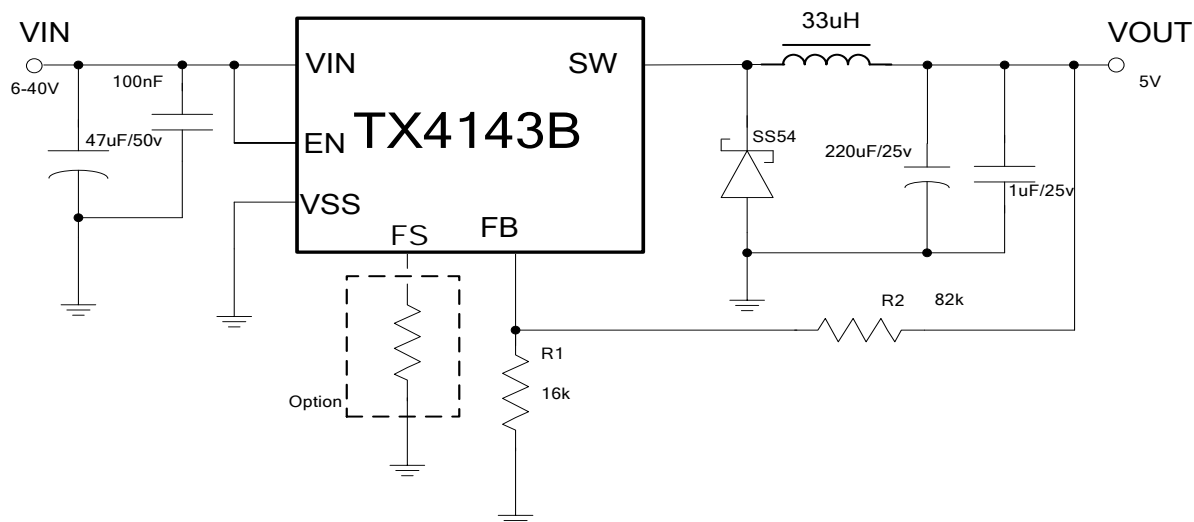 33uH
VIN
VOUT
VIN
SW
6-40V
100nF
5V
TX4143B
SS54
47uF/50v
EN
220uF/25v
1uF/25v
VSS
FS
FB
R2
82k
R1
16k
Option